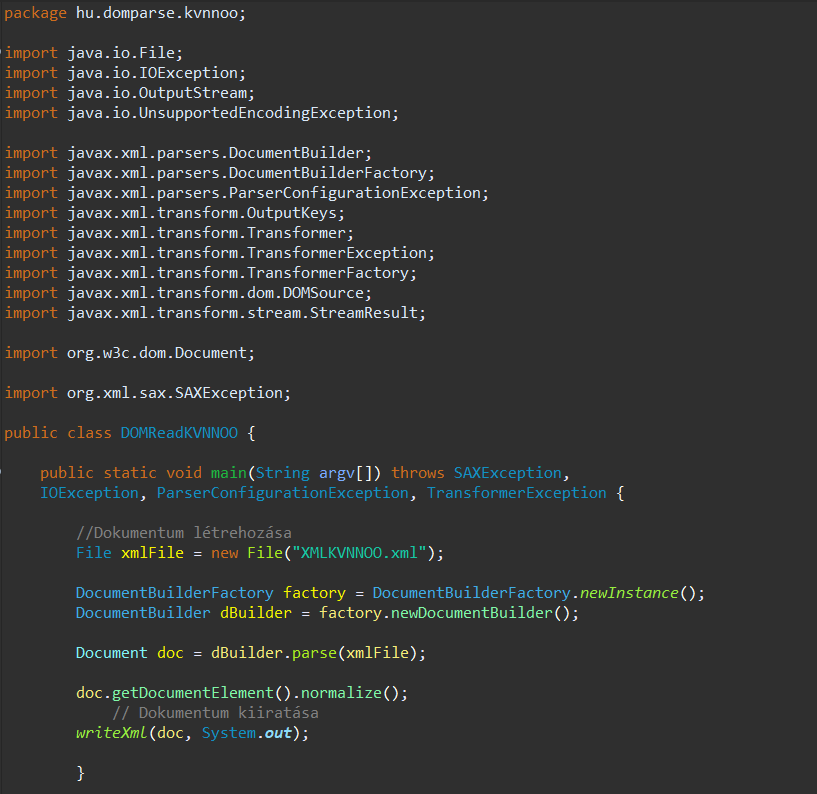 package hu.domparse.kvnnoo;
import java.io.File;
import java.io.IOException;
import java.io.OutputStream;
import java.io.UnsupportedEncodingException;
import javax.xml.parsers.DocumentBuilder;
import javax.xml.parsers.DocumentBuilderFactory;
import javax.xml.parsers.ParserConfigurationException;
import javax.xml.transform.OutputKeys;
import javax.xml.transform.Transformer;
import javax.xml.transform.TransformerException;
import javax.xml.transform.TransformerFactory;
import javax.xml.transform.dom.DOMSource;
import javax.xml.transform.stream.StreamResult;
import org.w3c.dom.Document;
import org.xml.sax.SAXException;
public class DOMReadKVNNOO {
public static void main(String argv[]) throws SAXException,
IOException, ParserConfigurationException, TransformerException {
//Dokumentum létrehozása
File xmlFile = new File("XMLKVNNOO.xml");
DocumentBuilderFactory factory = DocumentBuilderFactory.newInstance();
DocumentBuilder dBuilder = factory.newDocumentBuilder();
Document doc = dBuilder.parse(xmlFile);
doc.getDocumentElement().normalize();
// Dokumentum kiiratása
writeXml(doc, System.out);
}